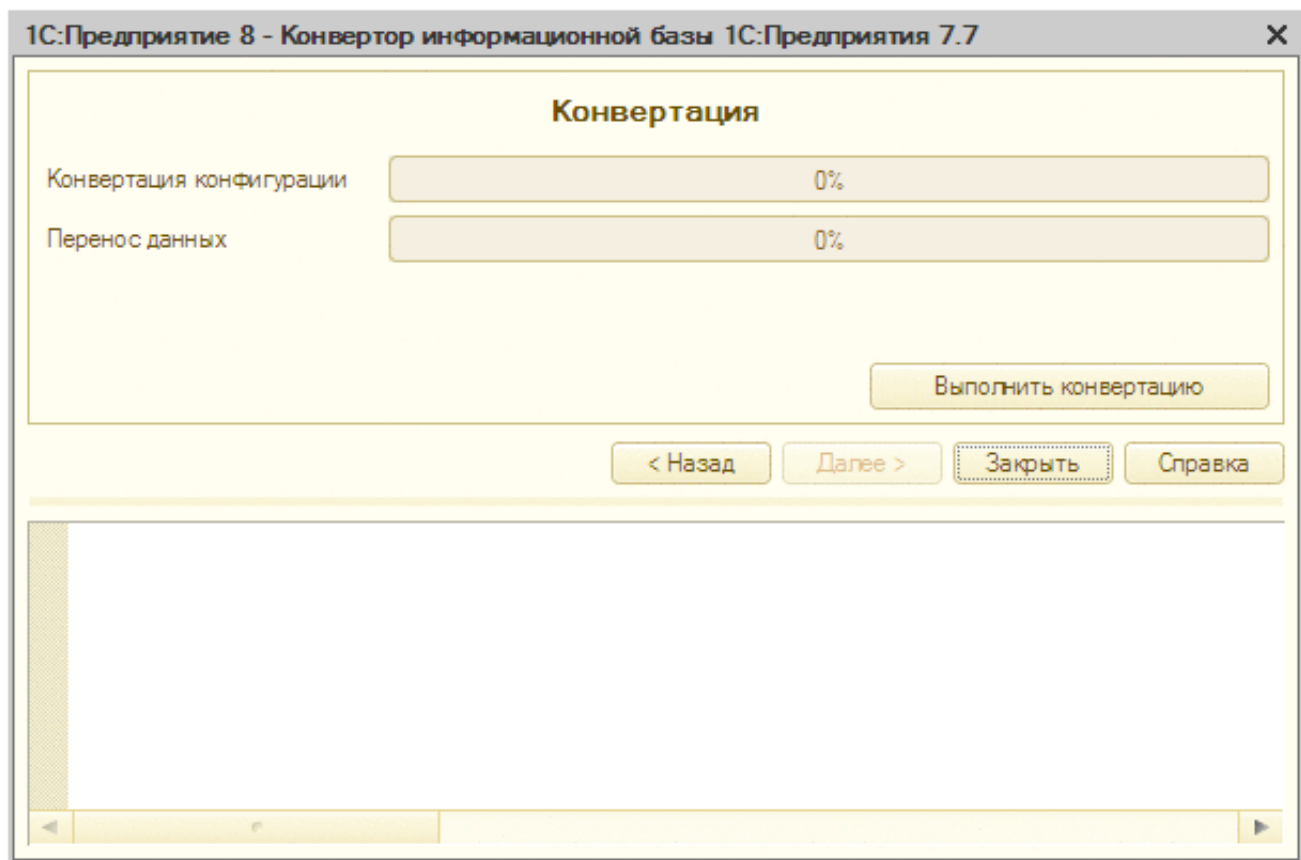 1С:Предприятие 8 - Конвертор информационной базы 1С:Предприятия 7.7
Конвертация
Конвертация конфигурации 0%
Перенос данных 0%
Выполнить конвертацию
< Назад Далее > Закрыть Справка